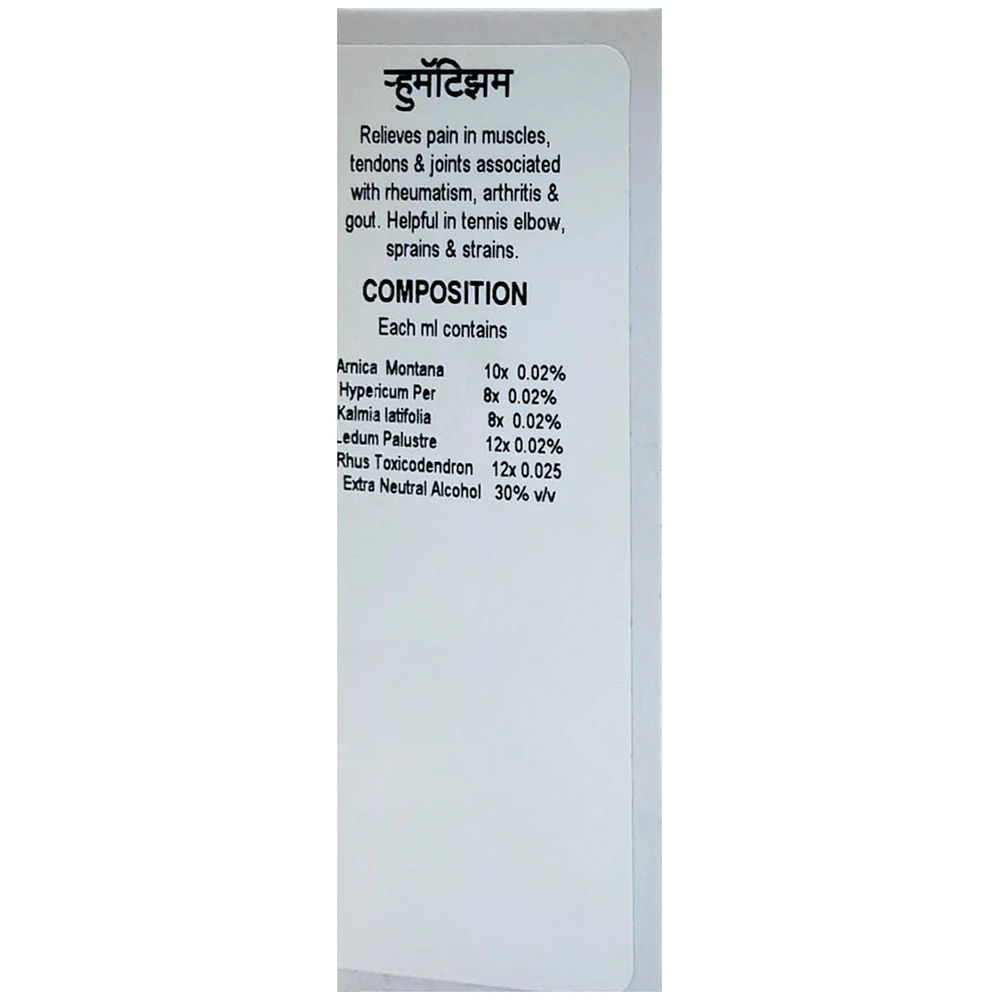 ऱ्हुमॅटिझम
Relieves pain in muscles,
tendons & joints associated
with rheumatism, arthritis &
gout. Helpful in tennis elbow,
sprains & strains.
COMPOSITION
Each ml contains
Arnica Montana 10x 0.02%
Hypericum Per 8x 0.02%
Kalmia latifolia 8x 0.02%
Ledum Palustre 12x 0.02%
Rhus Toxicodendron 12x 0.025
Extra Neutral Alcohol 30% v/v